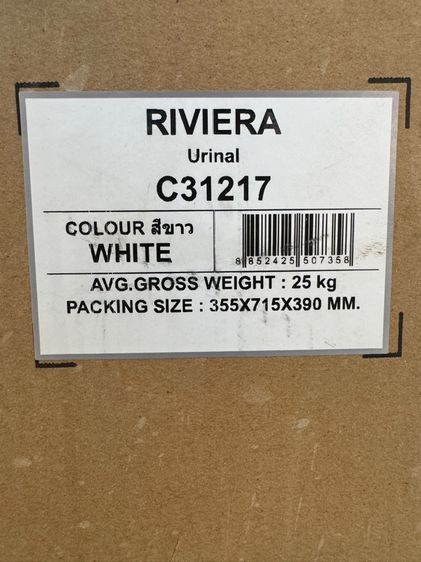 RIVIERA
Urinal
C31217
COLOUR สีขาว
WHITE
8 852425 507358
AVG.GROSS WEIGHT : 25 kg
PACKING SIZE : 355X715X390 MM.